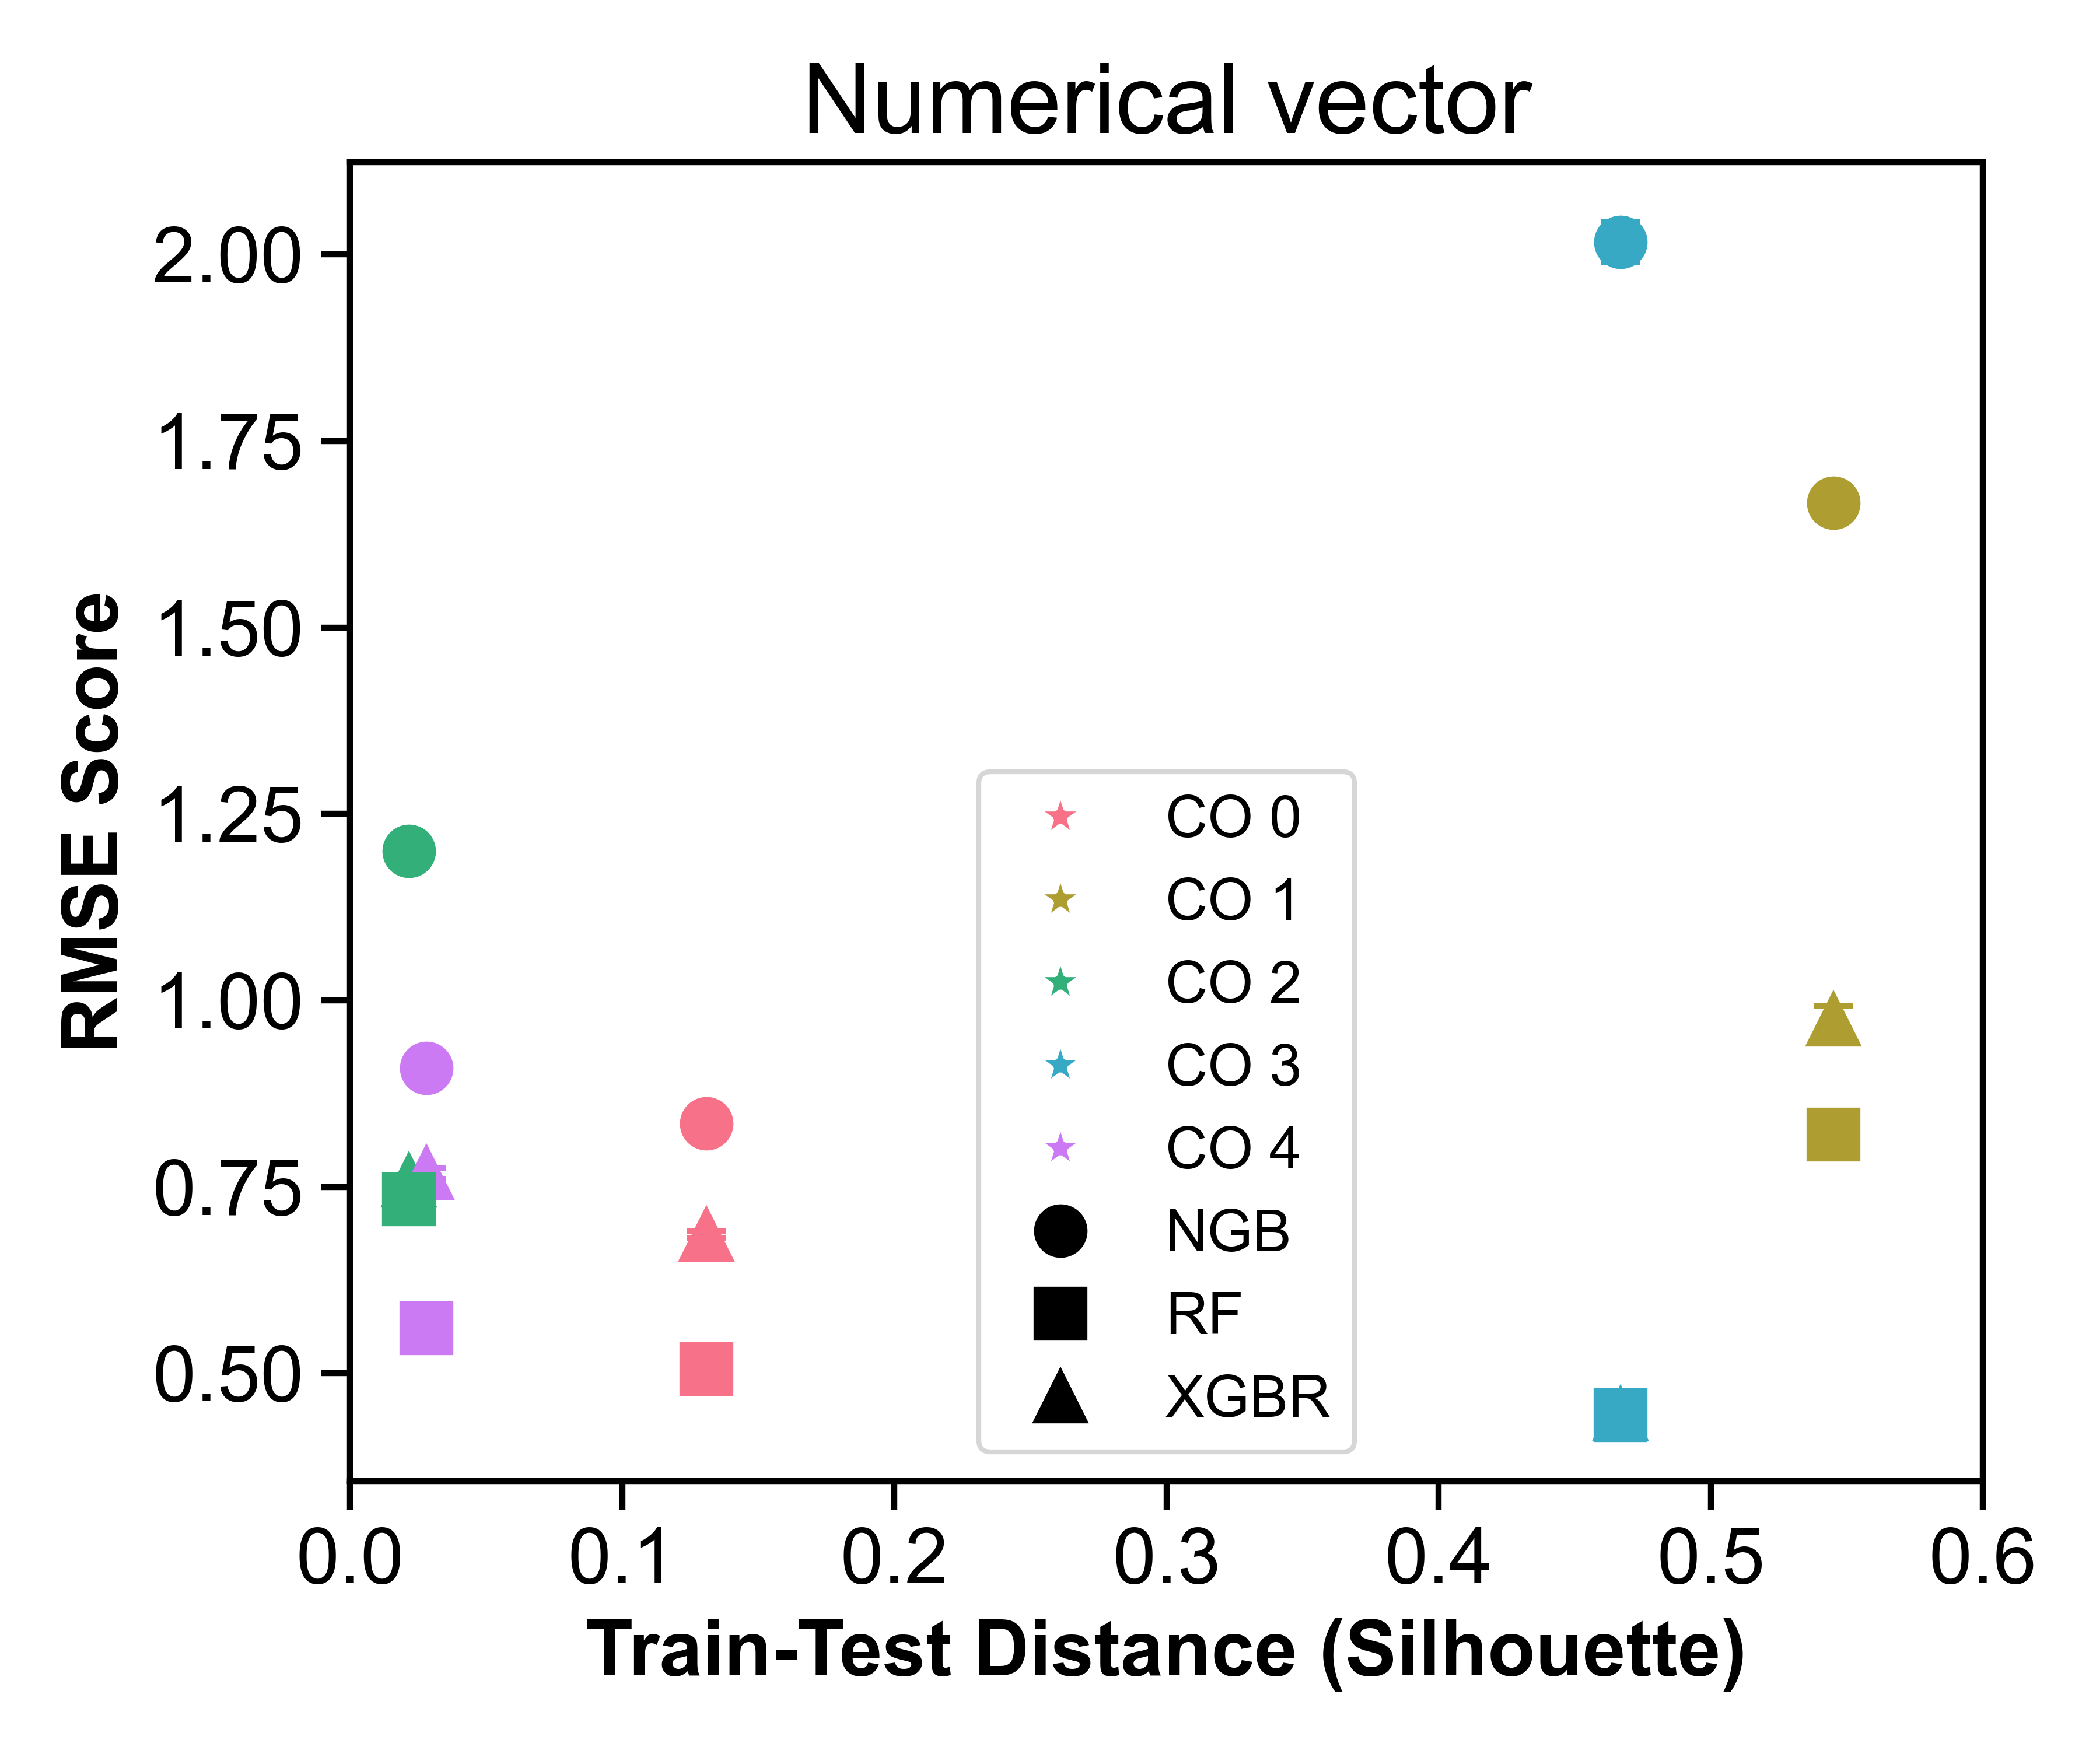 Numerical vector
RMSE Score
2.00
1.75
1.50
1.25
1.00
0.75
0.50
CO 0
CO 1
CO 2
CO 3
CO 4
NGB
RF
XGBR
0.0 0.1 0.2 0.3 0.4 0.5 0.6
Train-Test Distance (Silhouette)